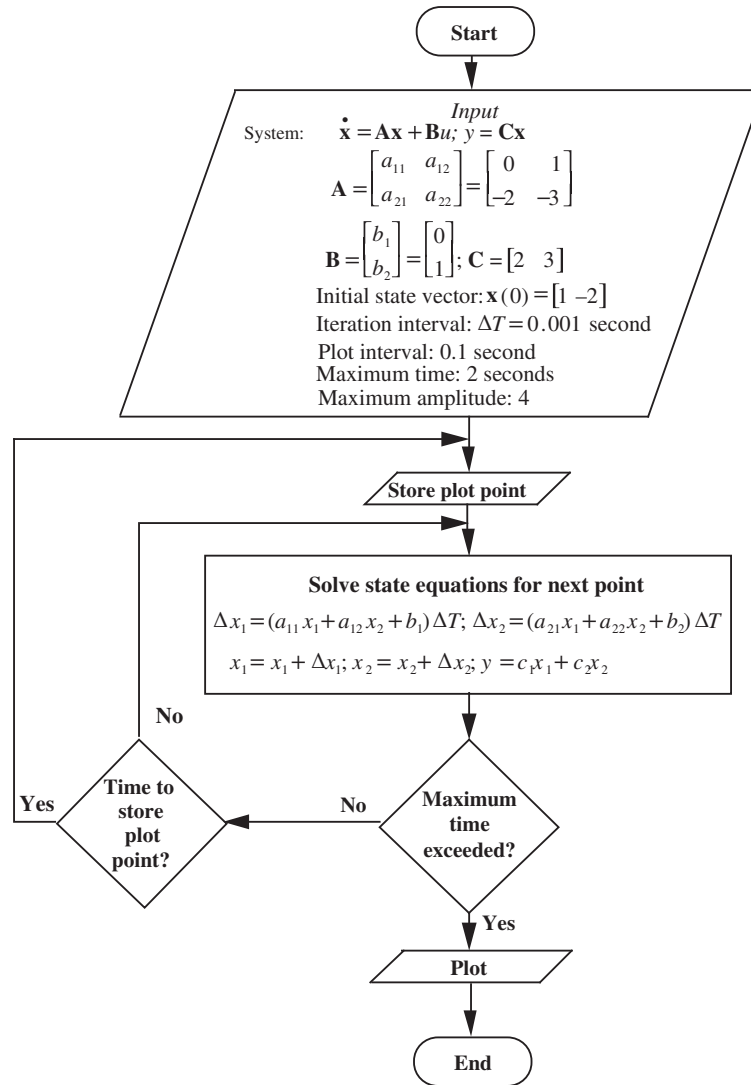 Start
Input
System: ẋ = Ax + Bu; y = Cx
A = [a₁₁ a₁₂; a₂₁ a₂₂] = [0 1; −2 −3]
B = [b₁; b₂] = [0; 1]; C = [2 3]
Initial state vector: x(0) = [1 –2]
Iteration interval: ΔT = 0.001 second
Plot interval: 0.1 second
Maximum time: 2 seconds
Maximum amplitude: 4
Store plot point
Solve state equations for next point
Δx₁ = (a₁₁x₁ + a₁₂x₂ + b₁) ΔT; Δx₂ = (a₂₁x₁ + a₂₂x₂ + b₂) ΔT
x₁ = x₁ + Δx₁; x₂ = x₂ + Δx₂; y = c₁x₁ + c₂x₂
No
Yes
Time to
store
plot
point?
No
Maximum
time
exceeded?
Yes
Plot
End